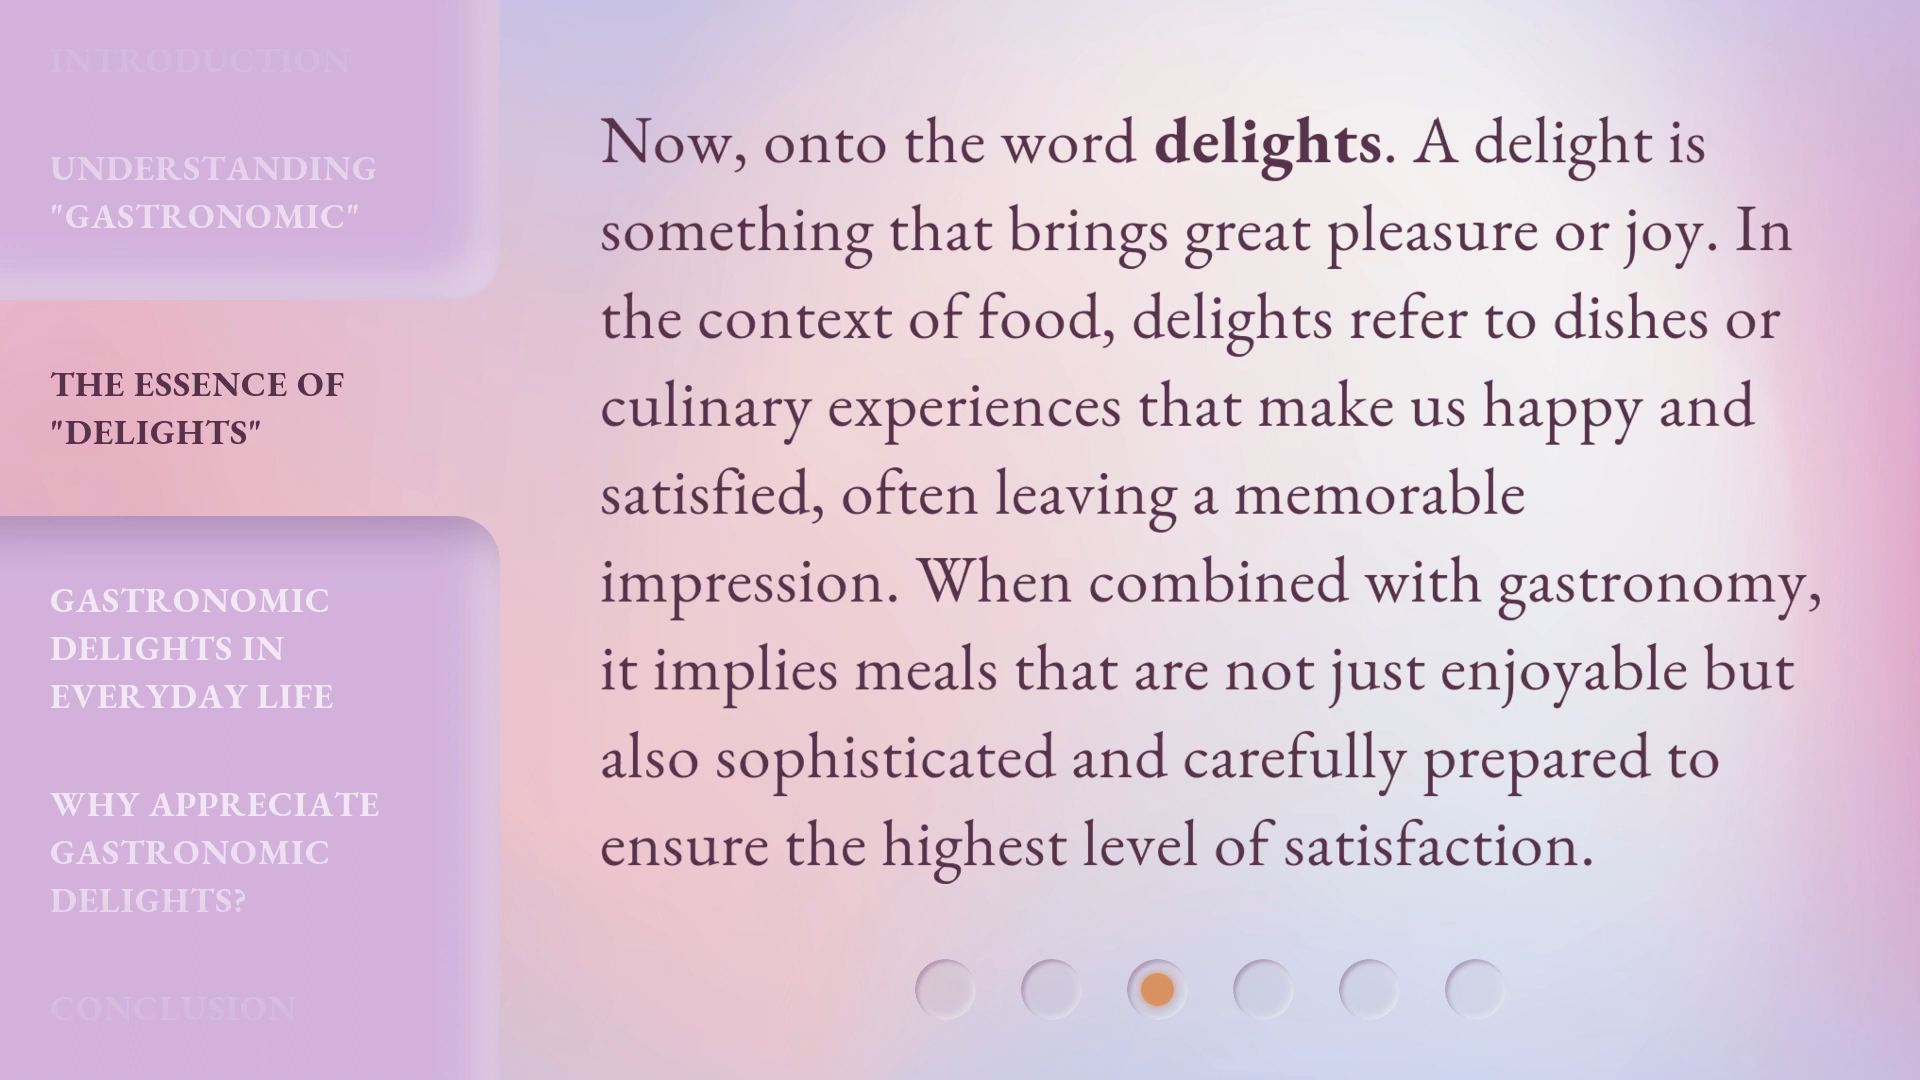 INTRODUCTION
UNDERSTANDING
"GASTRONOMIC"
THE ESSENCE OF
"DELIGHTS"
GASTRONOMIC
DELIGHTS IN
EVERYDAY LIFE
WHY APPRECIATE
GASTRONOMIC
DELIGHTS?
CONCLUSION
Now, onto the word delights. A delight is
something that brings great pleasure or joy. In
the context of food, delights refer to dishes or
culinary experiences that make us happy and
satisfied, often leaving a memorable
impression. When combined with gastronomy,
it implies meals that are not just enjoyable but
also sophisticated and carefully prepared to
ensure the highest level of satisfaction.